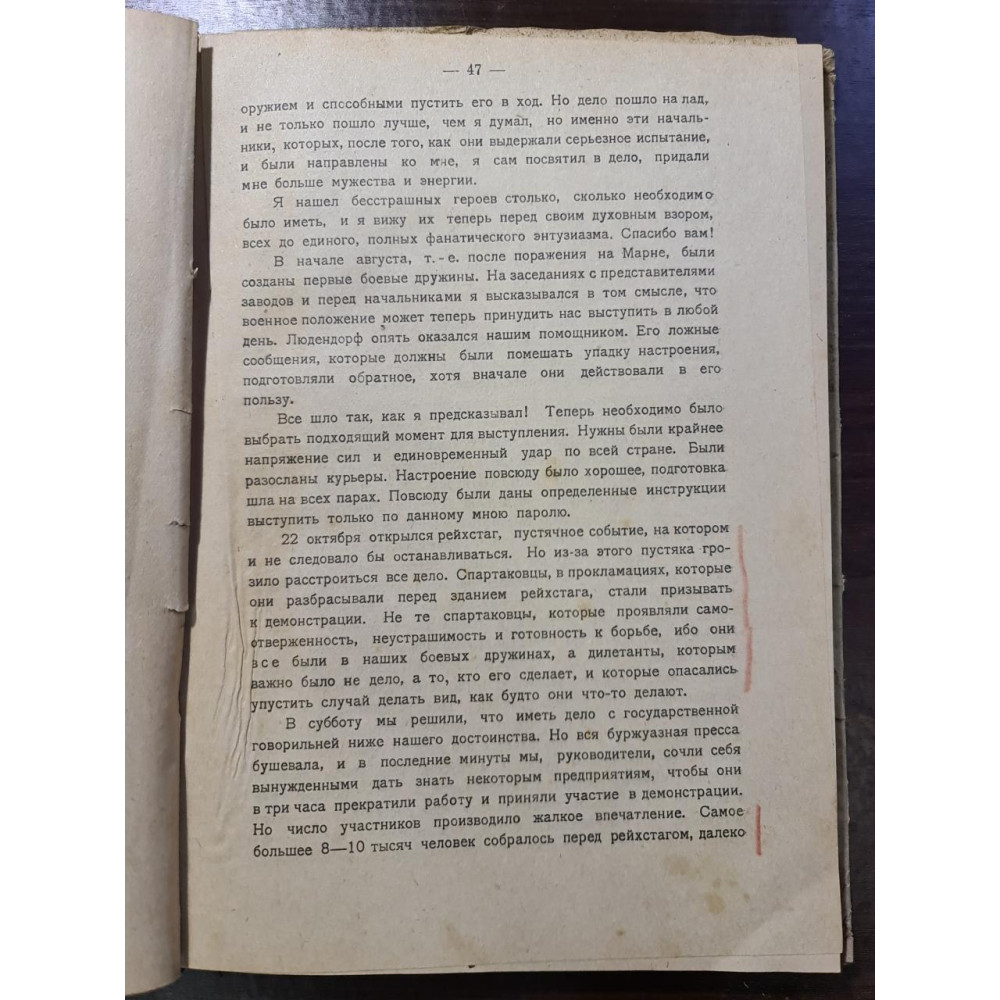 — 47 —
оружием и способными пустить его в ход. Но дело пошло на лад,
и не только пошло лучше, чем я думал, но именно эти началь-
ники, которых, после того, как они выдержали серьезное испытание,
и были направлены ко мне, я сам посвятил в дело, придали
мне больше мужества и энергии.
Я нашел бесстрашных героев столько, сколько необходимо
было иметь, и я вижу их теперь перед своим духовным взором,
всех до единого, полных фанатического энтузиазма. Спасибо вам!
В начале августа, т.-е. после поражения на Марне, были
созданы первые боевые дружины. На заседаниях с представителями
заводов и перед начальниками я высказывался в том смысле, что
военное положение может теперь принудить нас выступить в любой
день. Людендорф опять оказался нашим помощником. Его ложные
сообщения, которые должны были помешать упадку настроения,
подготовляли обратное, хотя вначале они действовали в его
пользу.
Все шло так, как я предсказывал! Теперь необходимо было
выбрать подходящий момент для выступления. Нужны были крайнее
напряжение сил и единовременный удар по всей стране. Были
разосланы курьеры. Настроение повсюду было хорошее, подготовка
шла на всех парах. Повсюду были даны определенные инструкции
выступить только по данному мною паролю.
22 октября открылся рейхстаг, пустячное событие, на котором
и не следовало бы останавливаться. Но из-за этого пустяка гро-
зило расстроиться все дело. Спартаковцы, в прокламациях, которые
они разбрасывали перед зданием рейхстага, стали призывать
к демонстрации. Не те спартаковцы, которые проявляли само-
отверженность, неустрашимость и готовность к борьбе, ибо они
все были в наших боевых дружинах, а дилетанты, которым
важно было не дело, а то, кто его сделает, и которые опасались
упустить случай делать вид, как будто они что-то делают.
В субботу мы решили, что иметь дело с государственной
говорильней ниже нашего достоинства. Но вся буржуазная пресса
бушевала, и в последние минуты мы, руководители, сочли себя
вынужденными дать знать некоторым предприятиям, чтобы они
в три часа прекратили работу и приняли участие в демонстрации.
Но число участников производило жалкое впечатление. Самое
большее 8—10 тысяч человек собралось перед рейхстагом, далеко